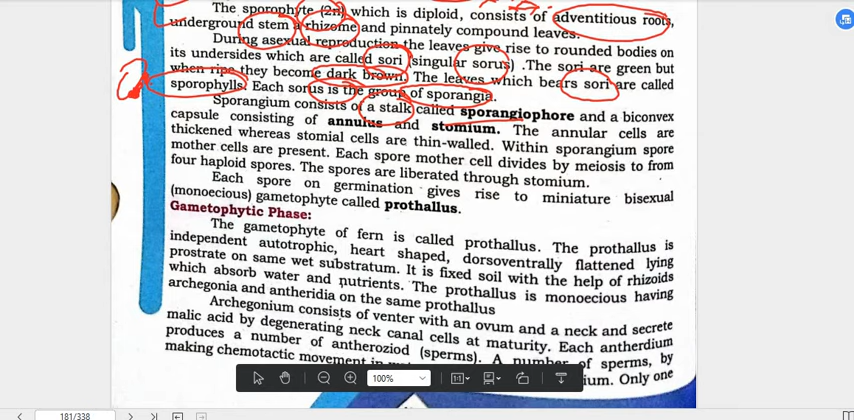 The sporophyte (2n) which is diploid, consists of adventitious roots,
underground stem a rhizome and pinnately compound leaves.
During asexual reproduction the leaves give rise to rounded bodies on
its undersides which are called sori (singular sorus) .The sori are green but
when ripe they become dark brown. The leaves which bears sori are called
sporophylls. Each sorus is the group of sporangia.
Sporangium consists of a stalk called sporangiophore and a biconvex
capsule consisting of annulus and stomium. The annular cells are
thickened whereas stomial cells are thin-walled. Within sporangium spore
mother cells are present. Each spore mother cell divides by meiosis to from
four haploid spores. The spores are liberated through stomium.
Each spore on germination gives rise to miniature bisexual
(monoecious) gametophyte called prothallus.
Gametophytic Phase:
The gametophyte of fern is called prothallus. The prothallus is
independent autotrophic, heart shaped, dorsoventrally flattened lying
prostrate on same wet substratum. It is fixed soil with the help of rhizoids
which absorb water and nutrients. The prothallus is monoecious having
archegonia and antheridia on the same prothallus
Archegonium consists of venter with an ovum and a neck and secrete
malic acid by degenerating neck canal cells at maturity. Each antherdium
produces a number of antheroziod (sperms). A number of sperms, by
making chemotactic movement in
ium. Only one
100%
181/338